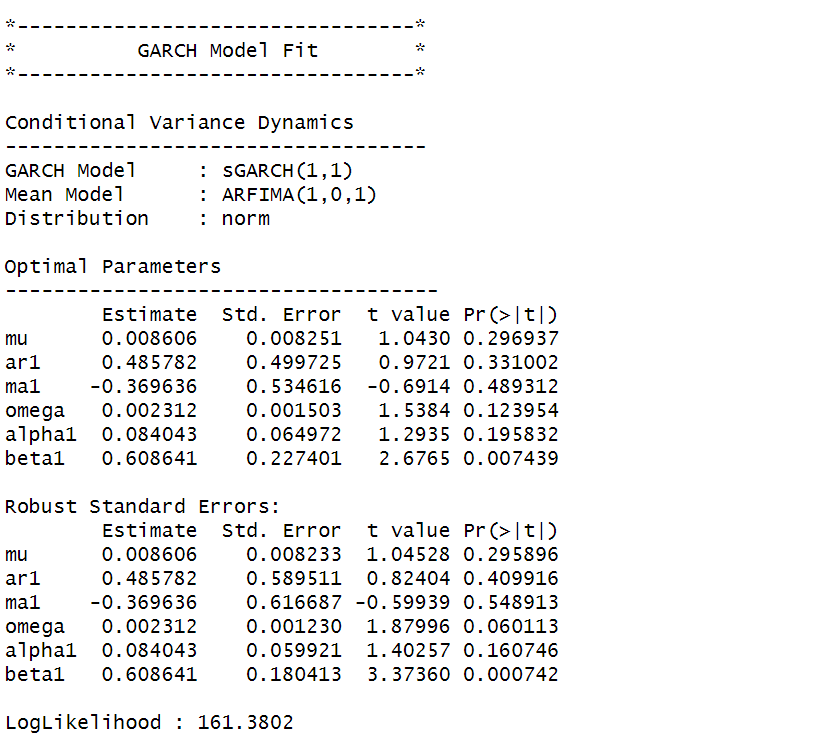 *---------------------------------*
*          GARCH Model Fit        *
*---------------------------------*

Conditional Variance Dynamics
-----------------------------------
GARCH Model     : sGARCH(1,1)
Mean Model      : ARFIMA(1,0,1)
Distribution    : norm

Optimal Parameters
------------------------------------
        Estimate  Std. Error  t value Pr(>|t|)
mu      0.008606    0.008251   1.0430 0.296937
ar1     0.485782    0.499725   0.9721 0.331002
ma1    -0.369636    0.534616  -0.6914 0.489312
omega   0.002312    0.001503   1.5384 0.123954
alpha1  0.084043    0.064972   1.2935 0.195832
beta1   0.608641    0.227401   2.6765 0.007439

Robust Standard Errors:
        Estimate  Std. Error  t value Pr(>|t|)
mu      0.008606    0.008233  1.04528 0.295896
ar1     0.485782    0.589511  0.82404 0.409916
ma1    -0.369636    0.616687 -0.59939 0.548913
omega   0.002312    0.001230  1.87996 0.060113
alpha1  0.084043    0.059921  1.40257 0.160746
beta1   0.608641    0.180413  3.37360 0.000742

LogLikelihood : 161.3802